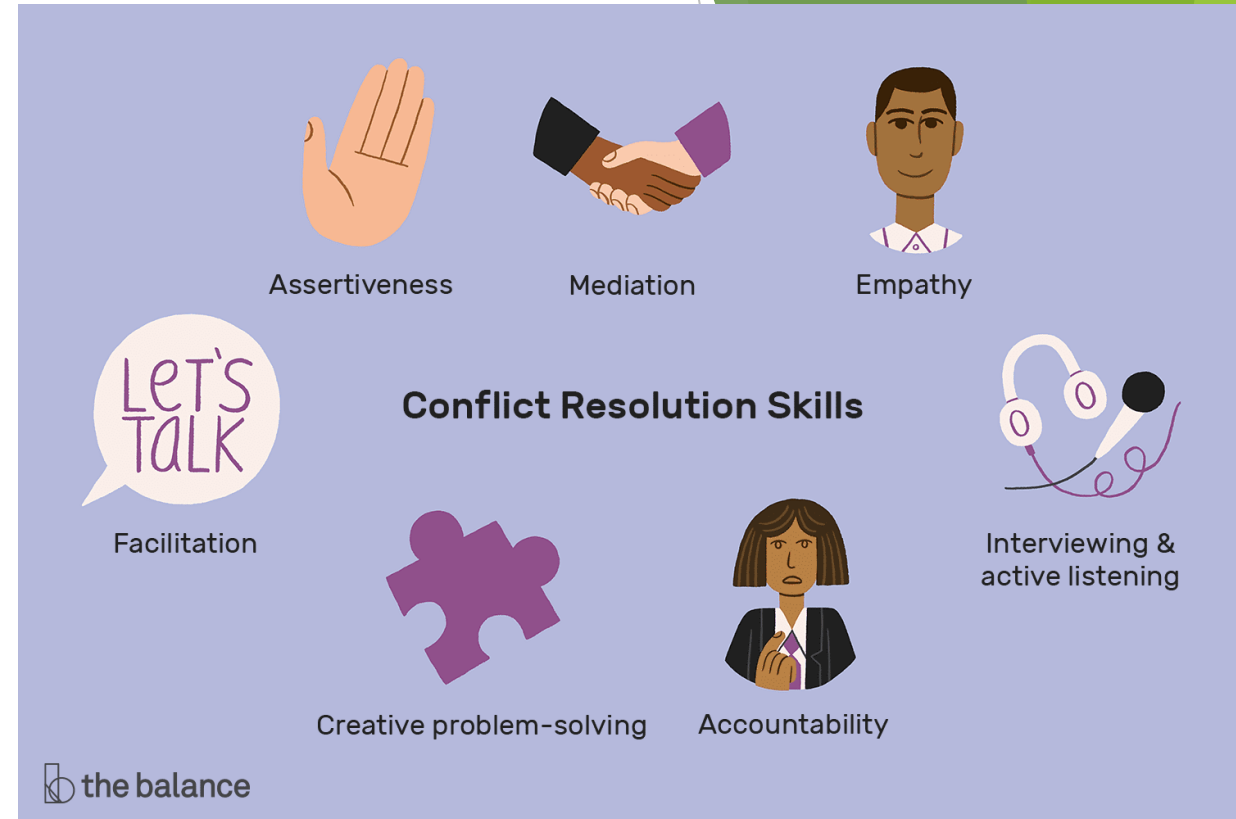 Assertiveness
Mediation
Empathy
LET'S
TALK
Conflict Resolution Skills
Facilitation
Interviewing &
active listening
Creative problem-solving
Accountability
the balance